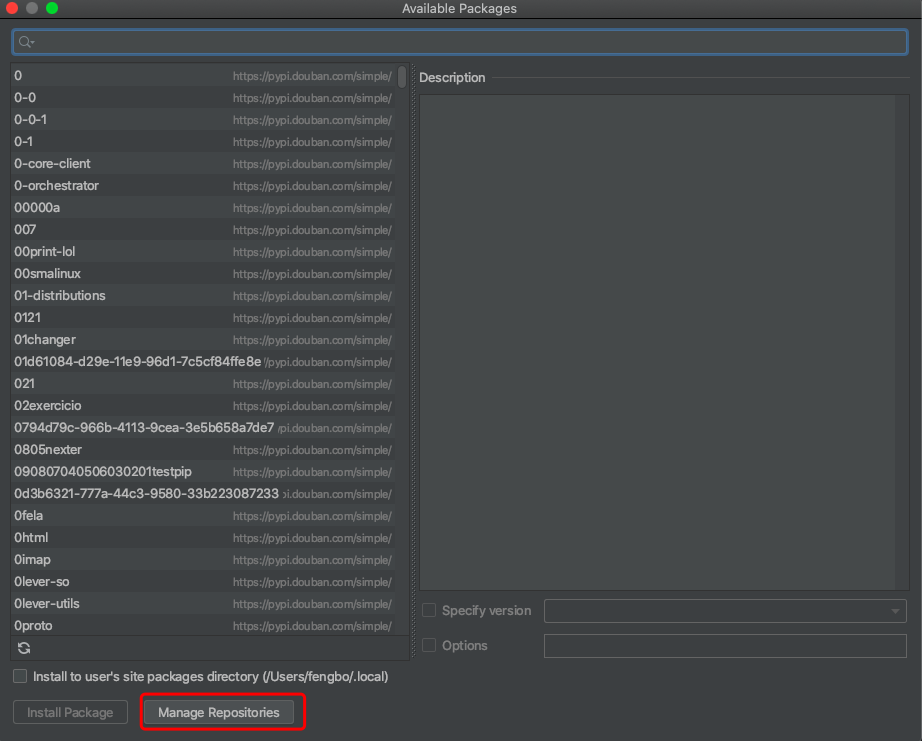 Available Packages
0 https://pypi.douban.com/simple/
Description
0-0 https://pypi.douban.com/simple/
0-0-1 https://pypi.douban.com/simple/
0-1 https://pypi.douban.com/simple/
0-core-client https://pypi.douban.com/simple/
0-orchestrator https://pypi.douban.com/simple/
00000a https://pypi.douban.com/simple/
007 https://pypi.douban.com/simple/
00print-lol https://pypi.douban.com/simple/
00smalinux https://pypi.douban.com/simple/
01-distributions https://pypi.douban.com/simple/
0121 https://pypi.douban.com/simple/
01changer https://pypi.douban.com/simple/
01d61084-d29e-11e9-96d1-7c5cf84ffe8e /pypi.douban.com/simple/
021 https://pypi.douban.com/simple/
02exercicio https://pypi.douban.com/simple/
0794d79c-966b-4113-9cea-3e5b658a7de7 /pi.douban.com/simple/
0805nexter https://pypi.douban.com/simple/
090807040506030201testpip https://pypi.douban.com/simple/
0d3b6321-777a-44c3-9580-33b223087233 pi.douban.com/simple/
0fela https://pypi.douban.com/simple/
0html https://pypi.douban.com/simple/
0imap https://pypi.douban.com/simple/
0lever-so https://pypi.douban.com/simple/
0lever-utils https://pypi.douban.com/simple/
0proto https://pypi.douban.com/simple/
Specify version
Options
Install to user's site packages directory (/Users/fengbo/.local)
Install Package
Manage Repositories